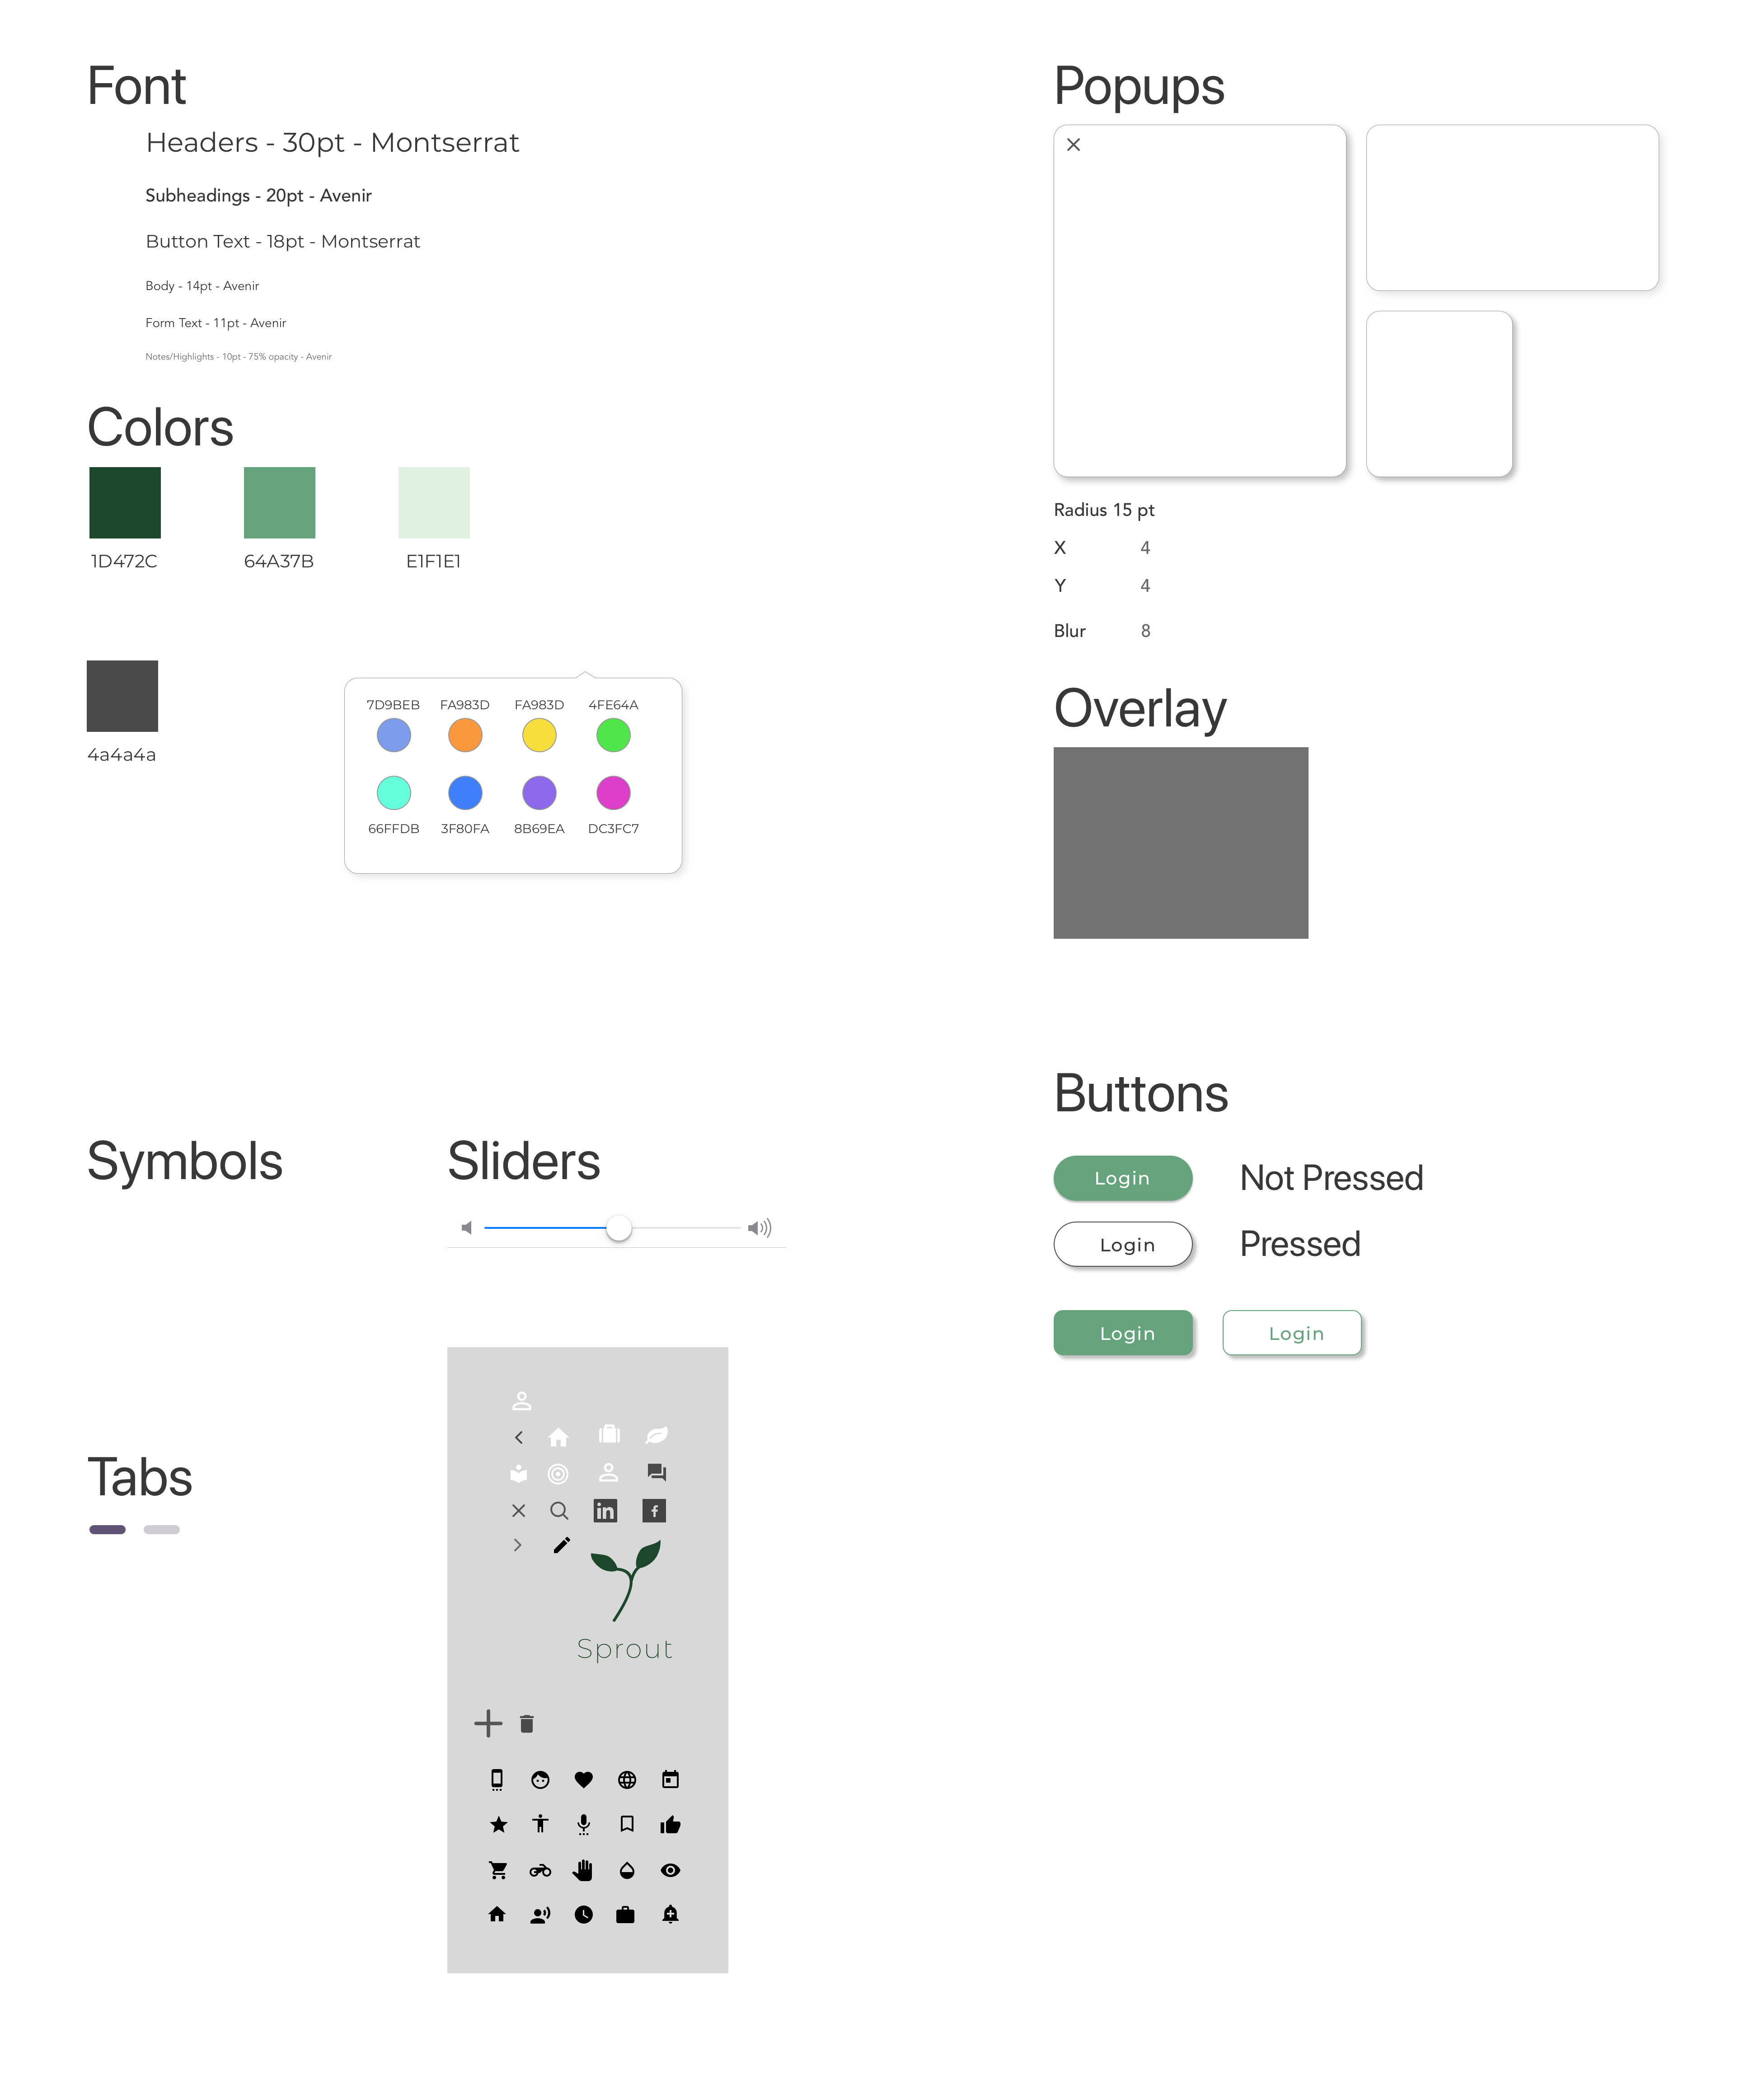 Font
Headers - 30pt - Montserrat
Subheadings - 20pt - Avenir
Button Text - 18pt - Montserrat
Body - 14pt - Avenir
Form Text - 11pt - Avenir
Notes/Highlights - 10pt - 75% opacity - Avenir
Colors
1D472C 64A37B E1F1E1
4a4a4a
7D9BEB FA983D FA983D 4FE64A
66FFDB 3F80FA 8B69EA DC3FC7
Popups
Radius 15 pt
X 4
Y 4
Blur 8
Overlay
Symbols
Sliders
Tabs
in f
Sprout
Buttons
Login Not Pressed
Login Pressed
Login Login